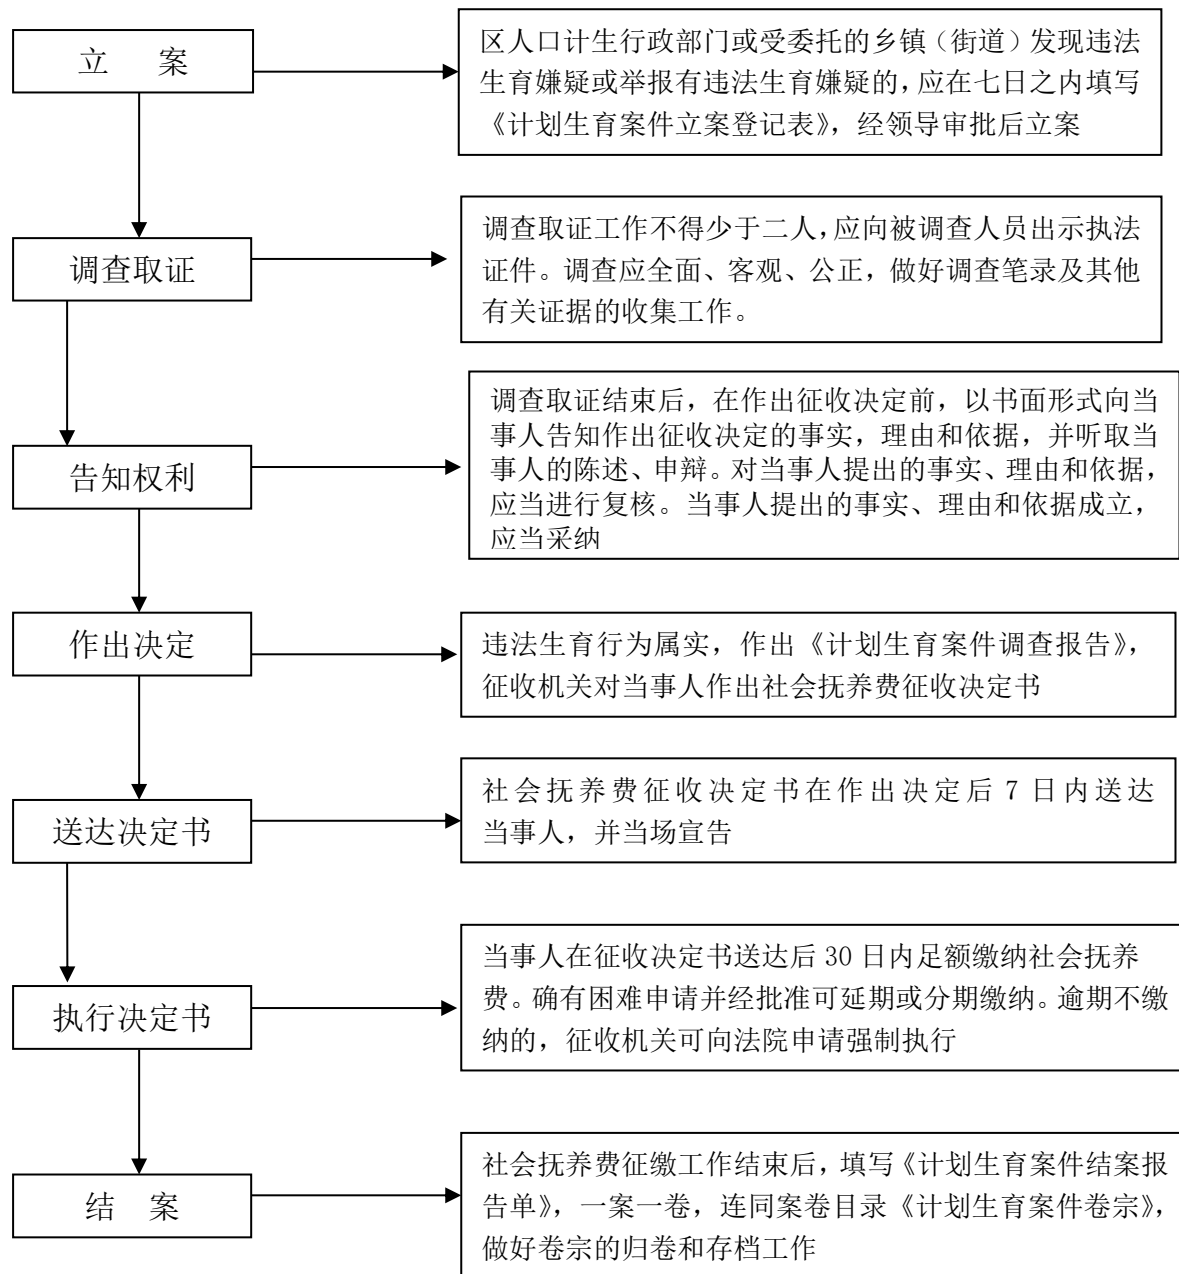 立 案
区人口计生行政部门或受委托的乡镇（街道）发现违法
生育嫌疑或举报有违法生育嫌疑的，应在七日之内填写
《计划生育案件立案登记表》，经领导审批后立案
调查取证
调查取证工作不得少于二人，应向被调查人员出示执法
证件。调查应全面、客观、公正，做好调查笔录及其他
有关证据的收集工作。
告知权利
调查取证结束后，在作出征收决定前，以书面形式向当
事人告知作出征收决定的事实，理由和依据，并听取当
事人的陈述、申辩。对当事人提出的事实、理由和依据，
应当进行复核。当事人提出的事实、理由和依据成立，
应当采纳
作出决定
违法生育行为属实，作出《计划生育案件调查报告》，
征收机关对当事人作出社会抚养费征收决定书
送达决定书
社会抚养费征收决定书在作出决定后 7 日内送达
当事人，并当场宣告
执行决定书
当事人在征收决定书送达后 30 日内足额缴纳社会抚养
费。确有困难申请并经批准可延期或分期缴纳。逾期不缴
纳的，征收机关可向法院申请强制执行
结 案
社会抚养费征缴工作结束后，填写《计划生育案件结案报
告单》，一案一卷，连同案卷目录《计划生育案件卷宗》，
做好卷宗的归卷和存档工作